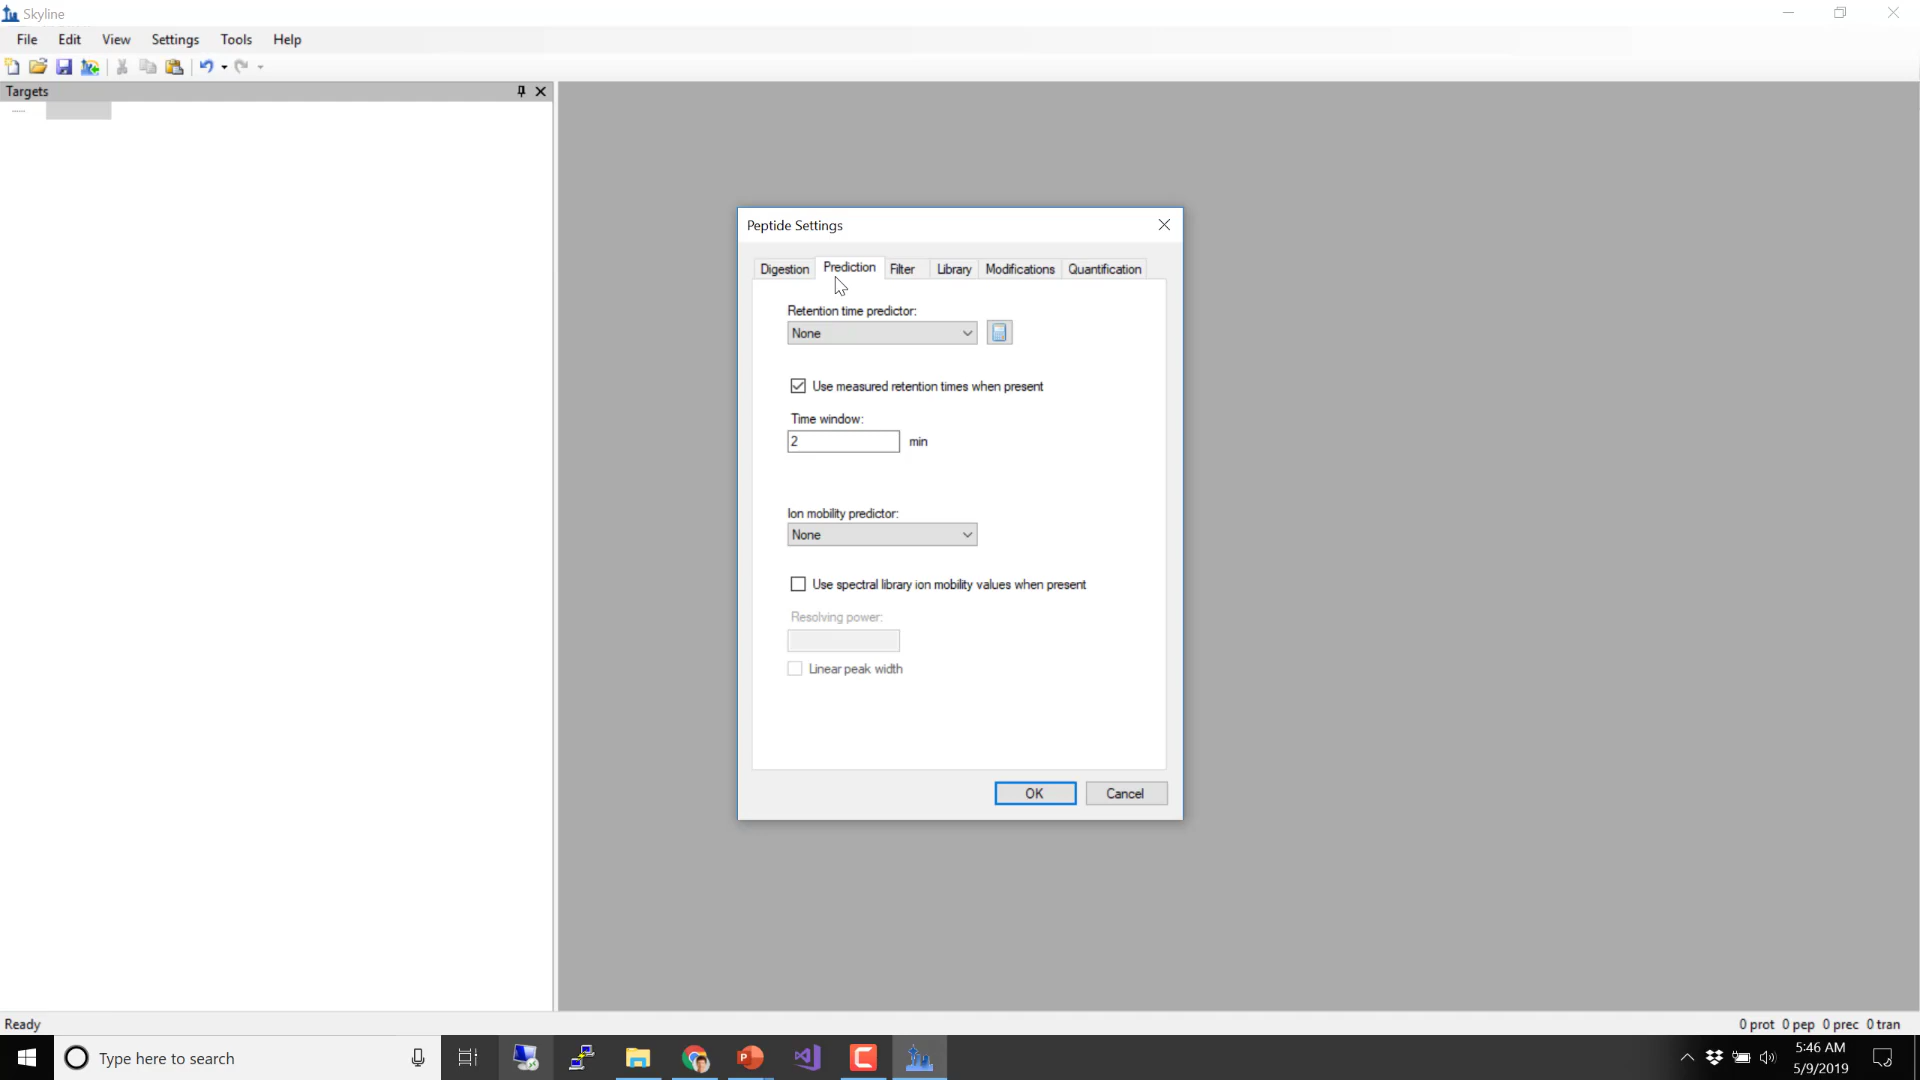 Skyline
File Edit View Settings Tools Help
Targets
Peptide Settings
Digestion Prediction Filter Library Modifications Quantification
Retention time predictor:
None
Use measured retention times when present
Time window:
2 min
Ion mobility predictor:
None
Use spectral library ion mobility values when present
Resolving power:
Linear peak width
OK Cancel
Ready 0 prot 0 pep 0 prec 0 tran
Type here to search
5:46 AM
5/9/2019